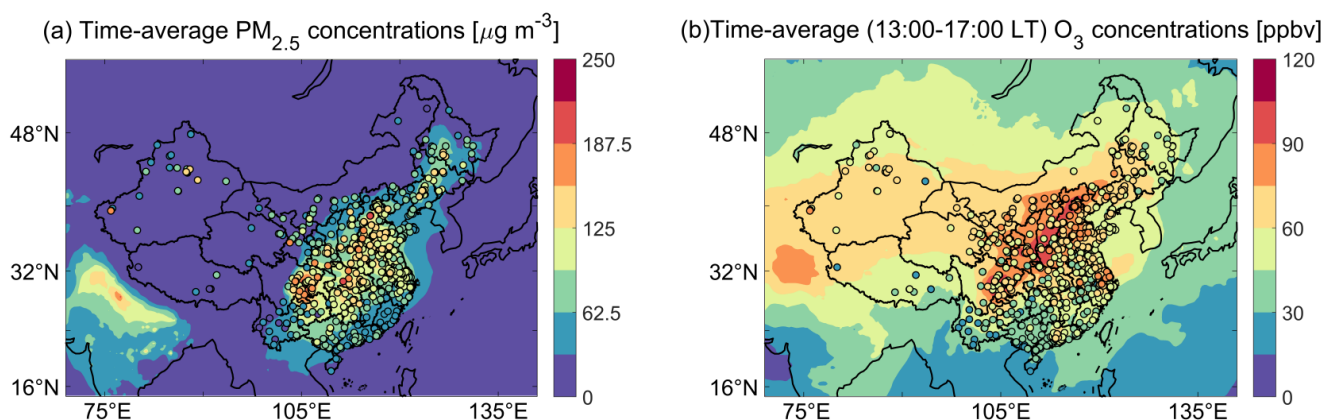 (a) Time-average PM2.5 concentrations [μg m-3]
250
187.5
125
62.5
0
48°N
32°N
16°N
75°E
105°E
135°E
(b)Time-average (13:00-17:00 LT) O3 concentrations [ppbv]
120
90
60
30
0
48°N
32°N
16°N
75°E
105°E
135°E